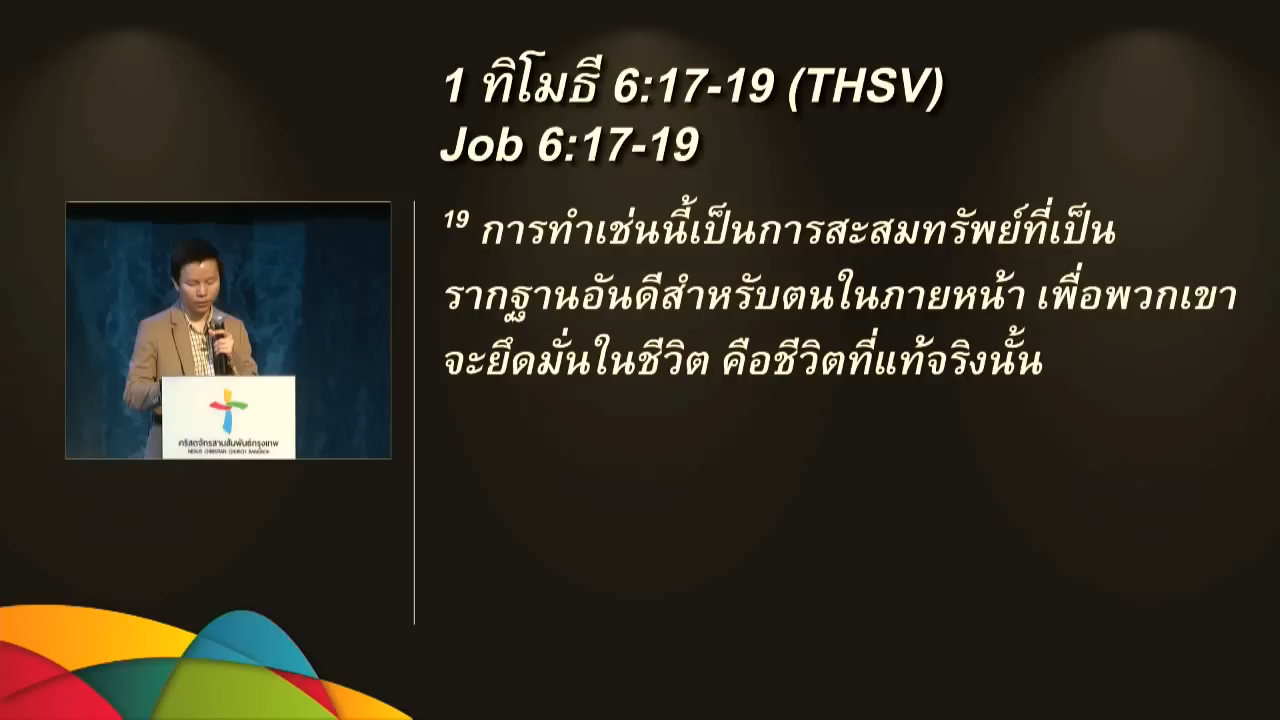 1 ทิโมธี 6:17-19 (THSV)
Job 6:17-19
19 การทำเช่นนี้เป็นการสะสมทรัพย์ที่เป็น
รากฐานอันดีสำหรับตนในภายหน้า เพื่อพวกเขา
จะยึดมั่นในชีวิต คือชีวิตที่แท้จริงนั้น
คริสตจักรสานสัมพันธ์กรุงเทพ
NEXUS CHRISTIAN CHURCH BANGKOK